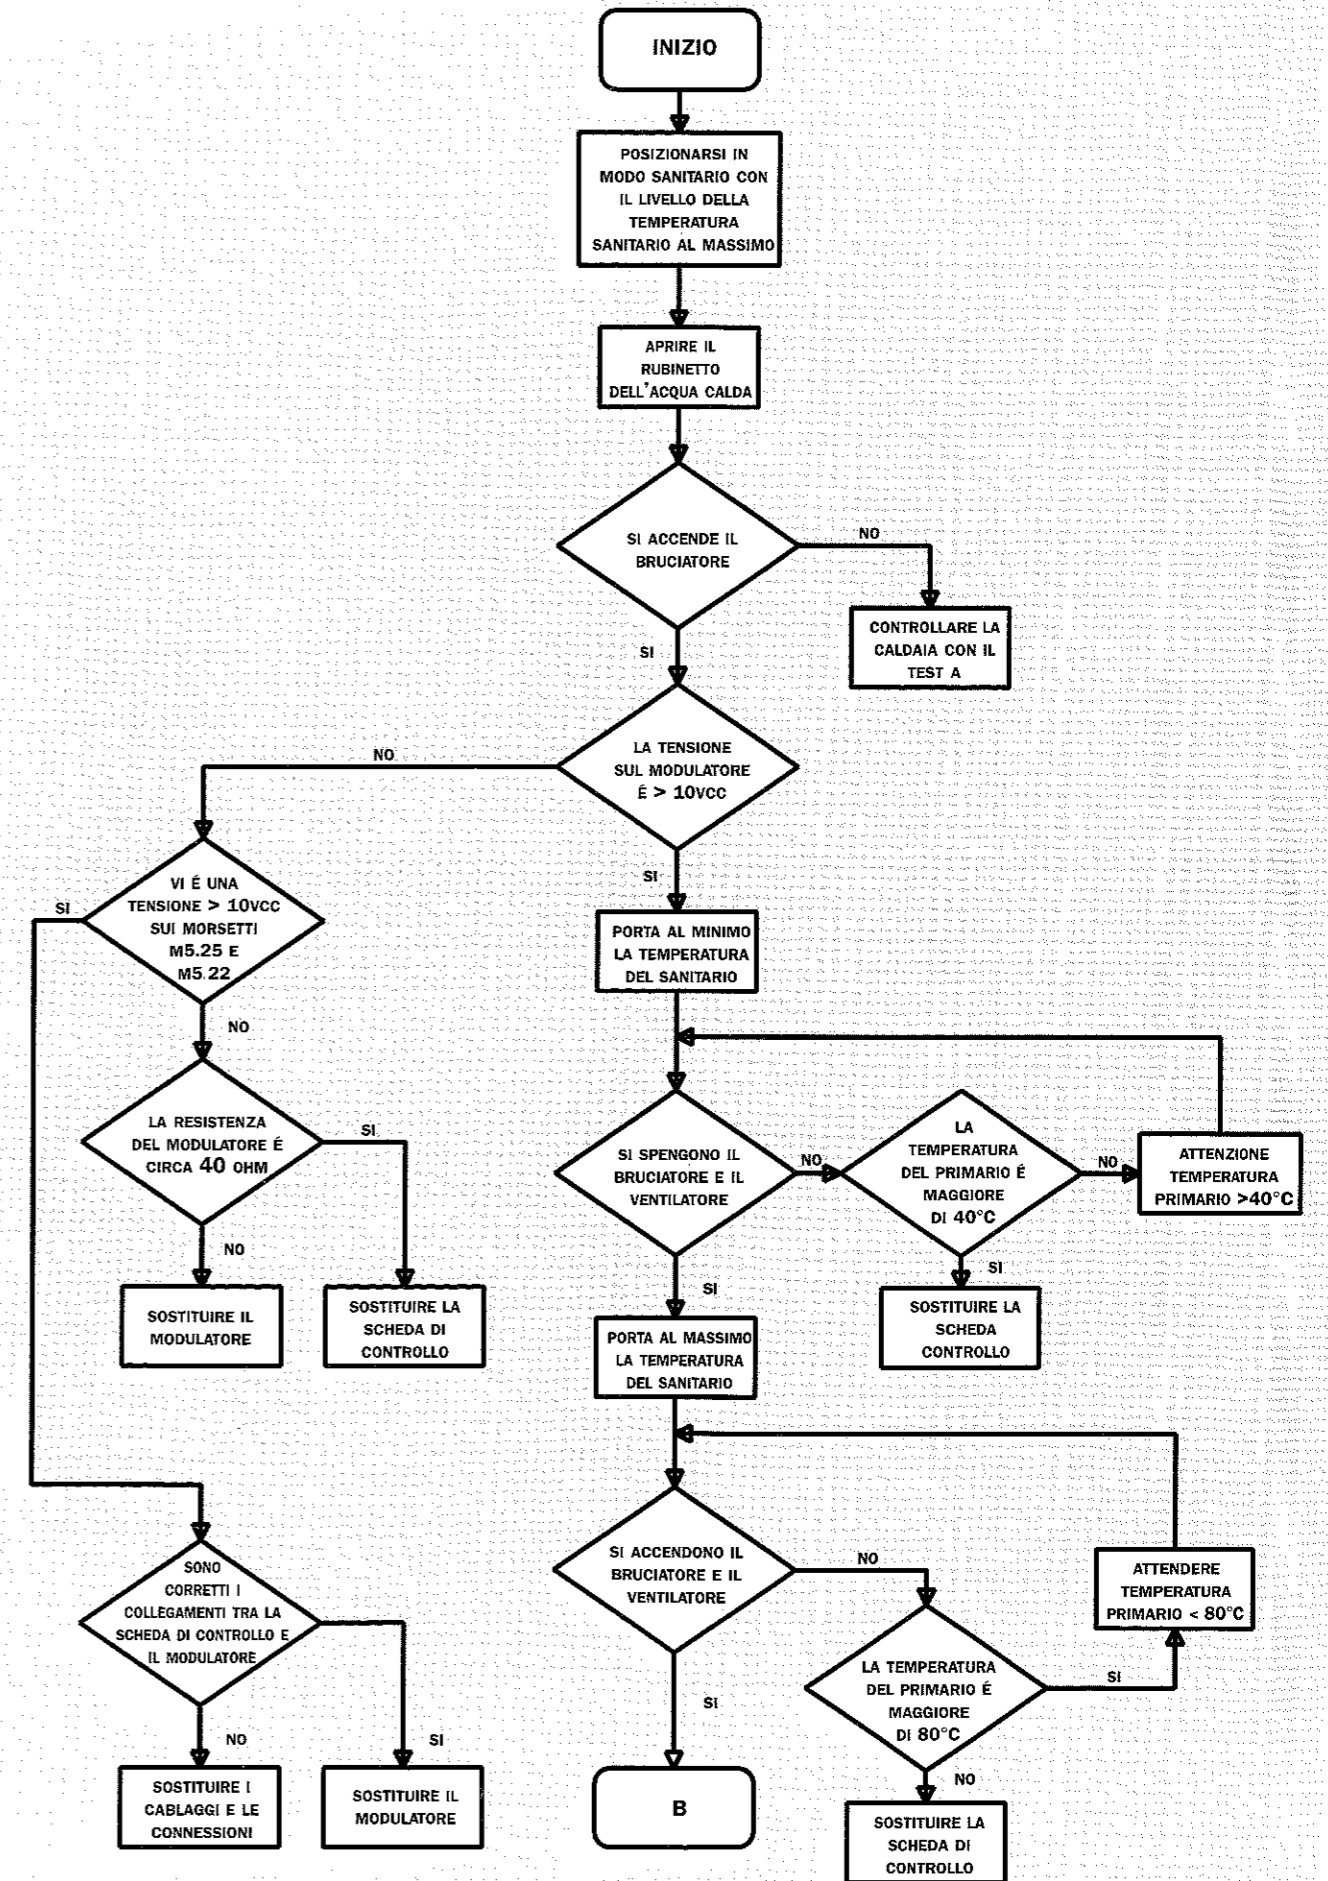 INIZIO
POSIZIONARSI IN
MODO SANITARIO CON
IL LIVELLO DELLA
TEMPERATURA
SANITARIO AL MASSIMO
APRIRE IL
RUBINETTO
DELL'ACQUA CALDA
SI ACCENDE IL
BRUCIATORE
NO
CONTROLLARE LA
CALDAIA CON IL
TEST A
SI
LA TENSIONE
SUL MODULATORE
É > 10VCC
NO
VI É UNA
TENSIONE > 10VCC
SUI MORSETTI
M5.25 E
M5.22
SI
SI
PORTA AL MINIMO
LA TEMPERATURA
DEL SANITARIO
NO
LA RESISTENZA
DEL MODULATORE É
CIRCA 40 OHM
SI
NO
SOSTITUIRE IL
MODULATORE
SOSTITUIRE LA
SCHEDA DI
CONTROLLO
SI SPENGONO IL
BRUCIATORE E IL
VENTILATORE
NO
LA
TEMPERATURA
DEL PRIMARIO É
MAGGIORE
DI 40°C
NO
ATTENZIONE
TEMPERATURA
PRIMARIO >40°C
SI
SOSTITUIRE LA
SCHEDA
CONTROLLO
SI
PORTA AL MASSIMO
LA TEMPERATURA
DEL SANITARIO
SI ACCENDONO IL
BRUCIATORE E IL
VENTILATORE
NO
ATTENDERE
TEMPERATURA
PRIMARIO < 80°C
LA TEMPERATURA
DEL PRIMARIO É
MAGGIORE
DI 80°C
SI
SONO
CORRETTI I
COLLEGAMENTI TRA LA
SCHEDA DI CONTROLLO E
IL MODULATORE
NO
SI
SOSTITUIRE I
CABLAGGI E LE
CONNESSIONI
SOSTITUIRE IL
MODULATORE
SI
B
NO
SOSTITUIRE LA
SCHEDA DI
CONTROLLO